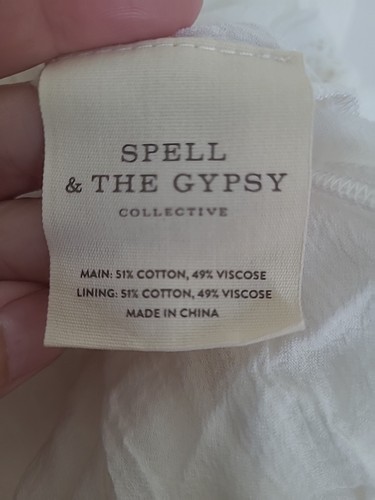 SPELL
& THE GYPSY
COLLECTIVE
MAIN: 51% COTTON, 49% VISCOSE
LINING: 51% COTTON, 49% VISCOSE
MADE IN CHINA